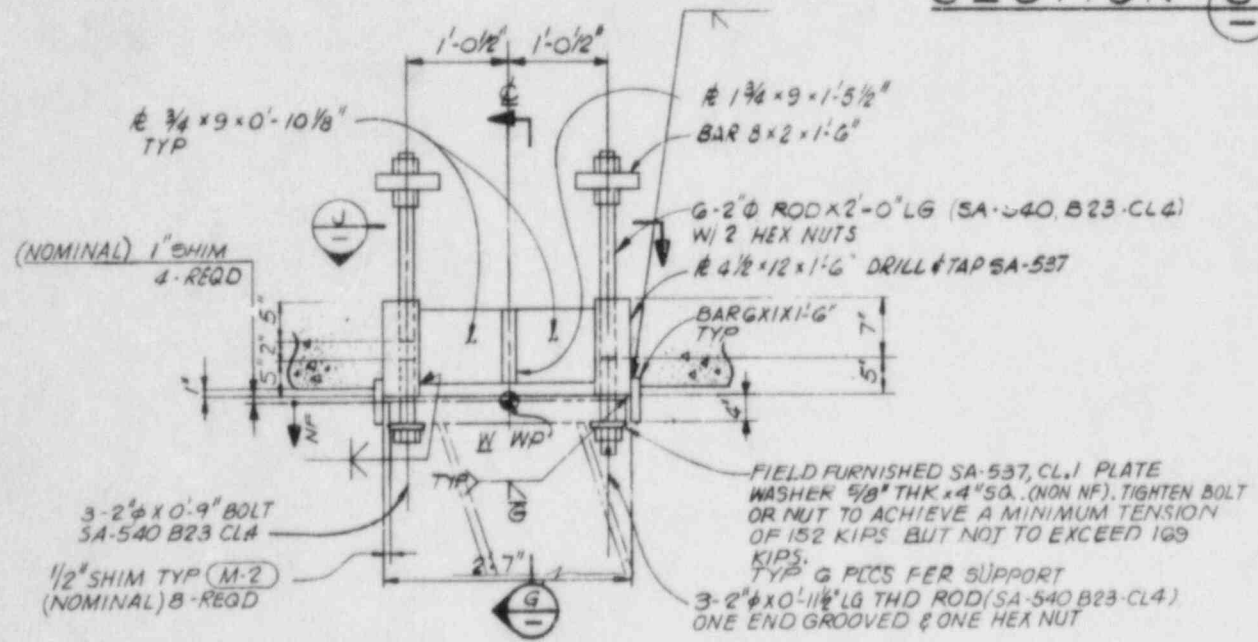 SECTION
1'-0½" 1'-0½"
℄
℄ ¾ x 9 x 0'-10⅛"
TYP
℄ 1¾ x 9 x 1'-5½"
BAR 8 x 2 x 1'-6"
J
6-2"φ ROD x 2'-0" LG (SA-540, B23-CL4)
W/ 2 HEX NUTS
(NOMINAL) 1" SHIM
4-REQD
℄ 4½ x 12 x 1'-6" DRILL & TAP SA-537
BAR 6X1X1'-6"
TYP
5"
2"
5"
1"
7"
5"
NF
W WP
TYP
G
FIELD FURNISHED SA-537, CL.1 PLATE
WASHER 5/8" THK x 4" SQ. (NON NF). TIGHTEN BOLT
OR NUT TO ACHIEVE A MINIMUM TENSION
OF 152 KIPS BUT NOT TO EXCEED 169
KIPS.
TYP 6 PLCS PER SUPPORT
3-2"φ X 0'-9" BOLT
SA-540 B23 CL4
½" SHIM TYP M-2
(NOMINAL) 8-REQD
2'-7"
3-2"φ X 0'-11½" LG THD ROD (SA-540 B23-CL4)
ONE END GROOVED & ONE HEX NUT